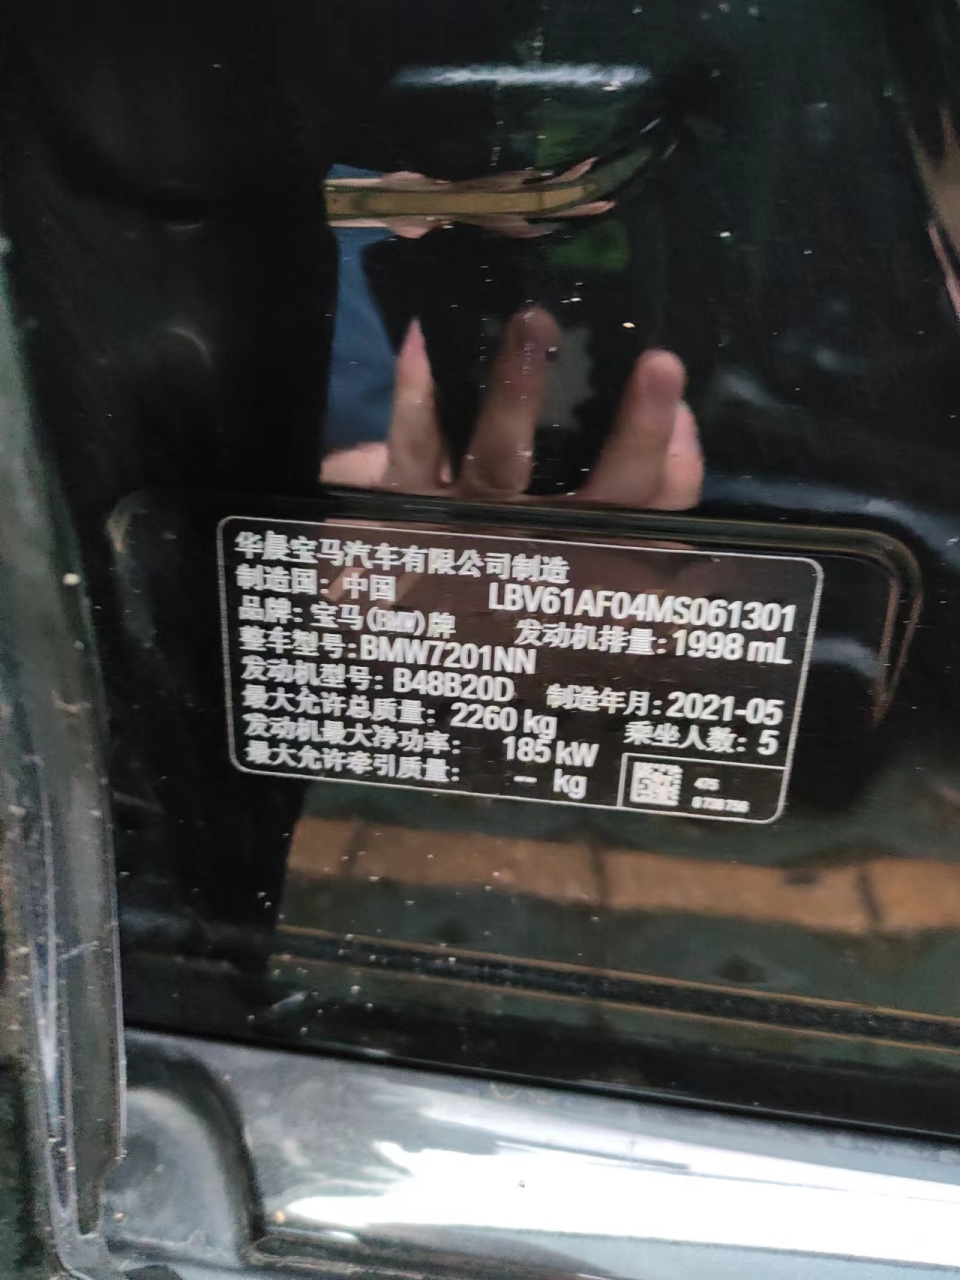 华晨宝马汽车有限公司制造
制造国：中国 LBV61AF04MS061301
品牌：宝马(BMW)牌 发动机排量：1998 mL
整车型号：BMW7201NN
发动机型号：B48B20D 制造年月：2021-05
最大允许总质量：2260 kg 乘坐人数：5
发动机最大净功率：185 kW
最大允许牵引质量：-- kg
475